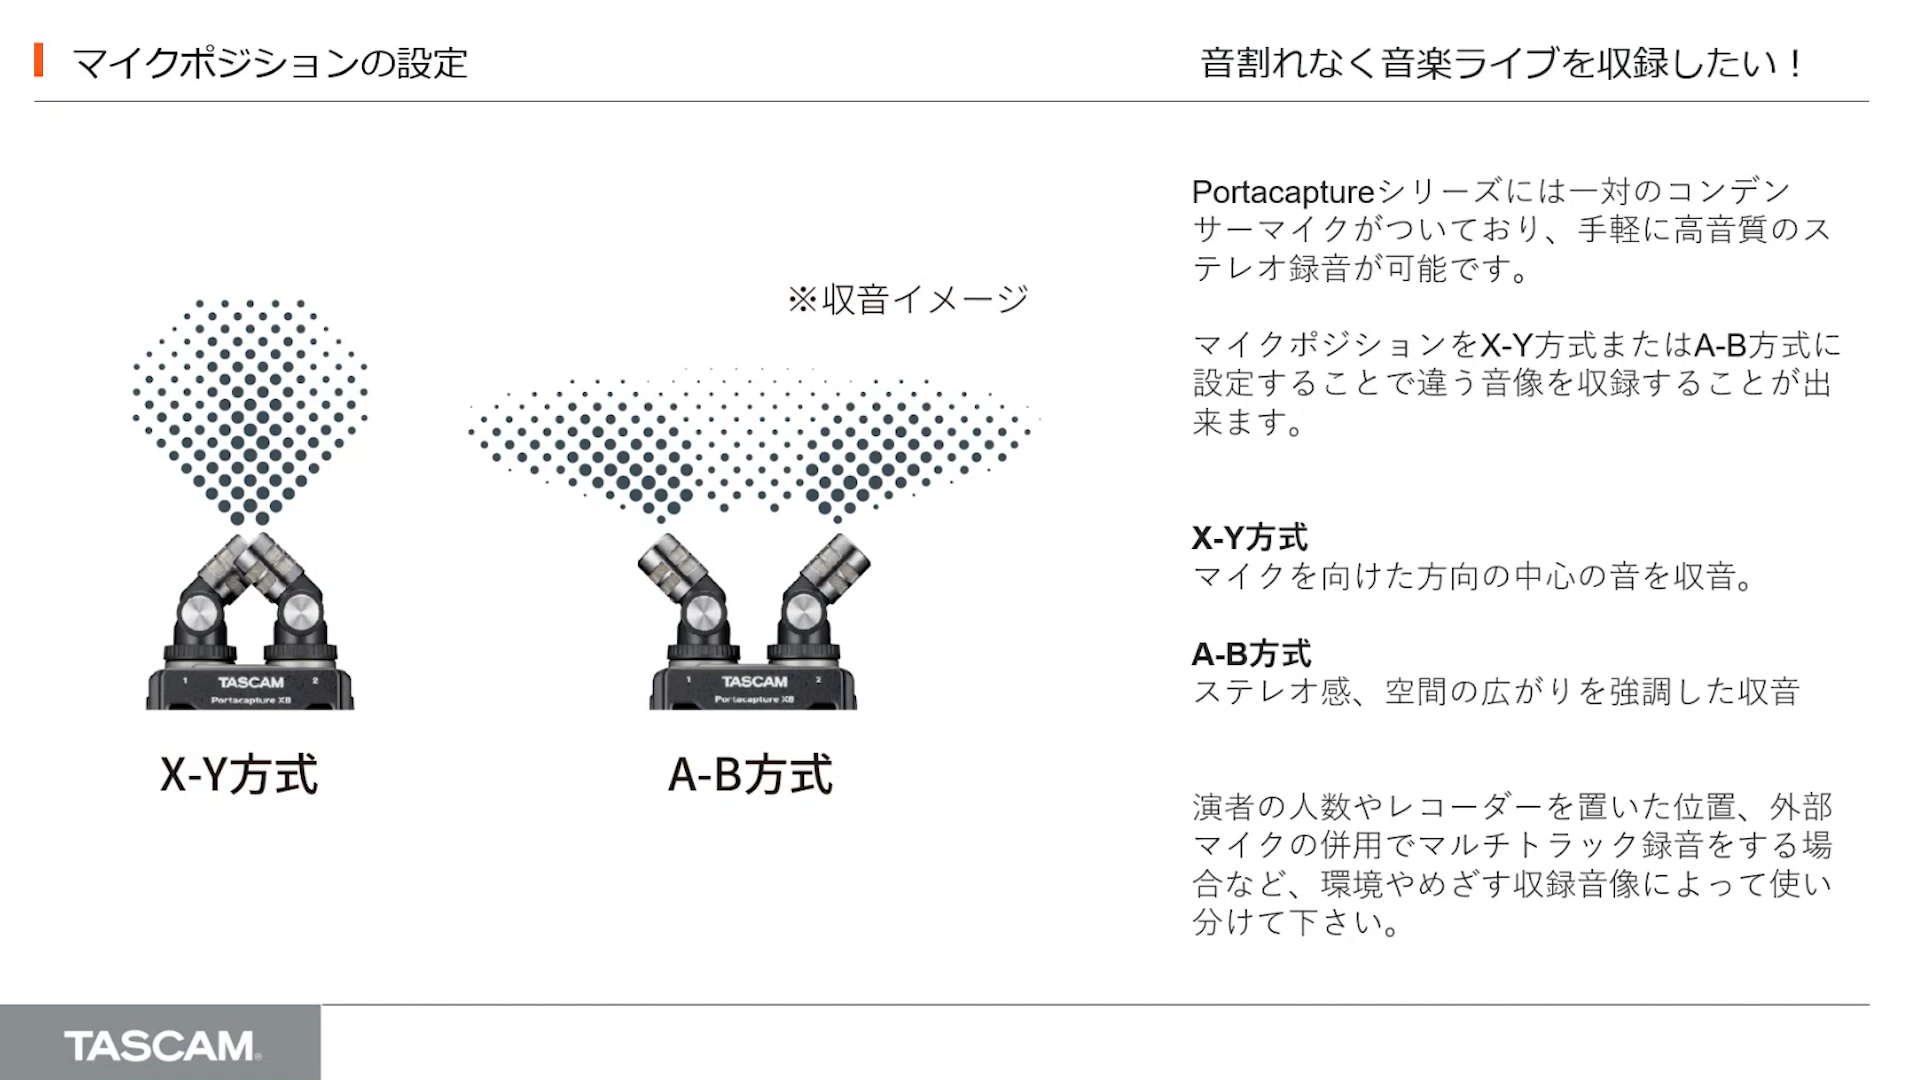 マイクポジションの設定
音割れなく音楽ライブを収録したい！
※収音イメージ
1 TASCAM 2
Portacapture X8
X-Y方式
1 TASCAM 2
Portacapture X8
A-B方式
Portacaptureシリーズには一対のコンデン
サーマイクがついており、手軽に高音質のス
テレオ録音が可能です。
マイクポジションをX-Y方式またはA-B方式に
設定することで違う音像を収録することが出
来ます。
X-Y方式
マイクを向けた方向の中心の音を収音。
A-B方式
ステレオ感、空間の広がりを強調した収音
演者の人数やレコーダーを置いた位置、外部
マイクの併用でマルチトラック録音をする場
合など、環境やめざす収録音像によって使い
分けて下さい。
TASCAM®